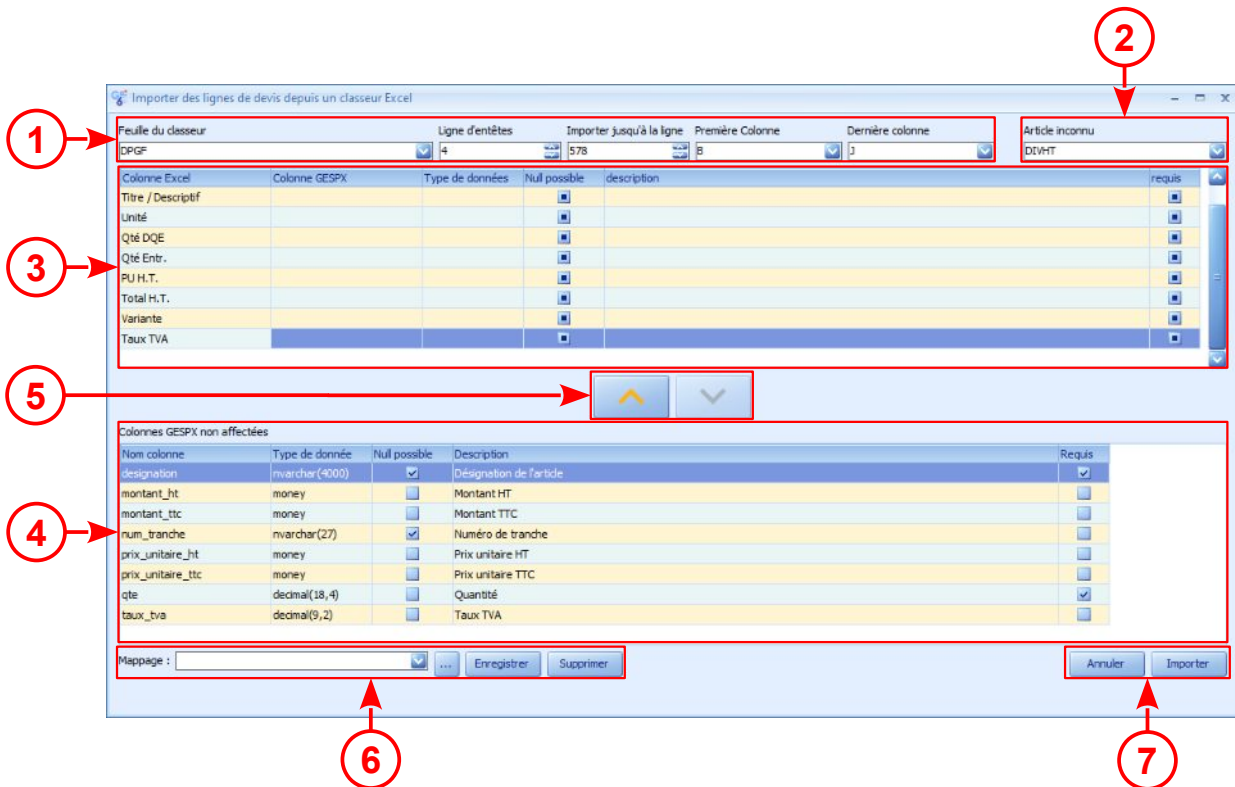 2
Importer des lignes de devis depuis un classeur Excel
1
Feuille du classeur Ligne d'entêtes Importer jusqu'à la ligne Première Colonne Dernière colonne Article inconnu
DPGF 4 578 B J DIVHT
Colonne Excel Colonne GESPX Type de données Null possible description requis
Titre / Descriptif
Unité
Qté DQE
3
Qté Entr.
PU H.T.
Total H.T.
Variante
Taux TVA
5
Colonnes GESPX non affectées
Nom colonne Type de donnée Null possible Description Requis
designation nvarchar(4000) Désignation de l'article
montant_ht money Montant HT
montant_ttc money Montant TTC
4
num_tranche nvarchar(27) Numéro de tranche
prix_unitaire_ht money Prix unitaire HT
prix_unitaire_ttc money Prix unitaire TTC
qte decimal(18,4) Quantité
taux_tva decimal(9,2) Taux TVA
Mappage : ... Enregistrer Supprimer Annuler Importer
6 7